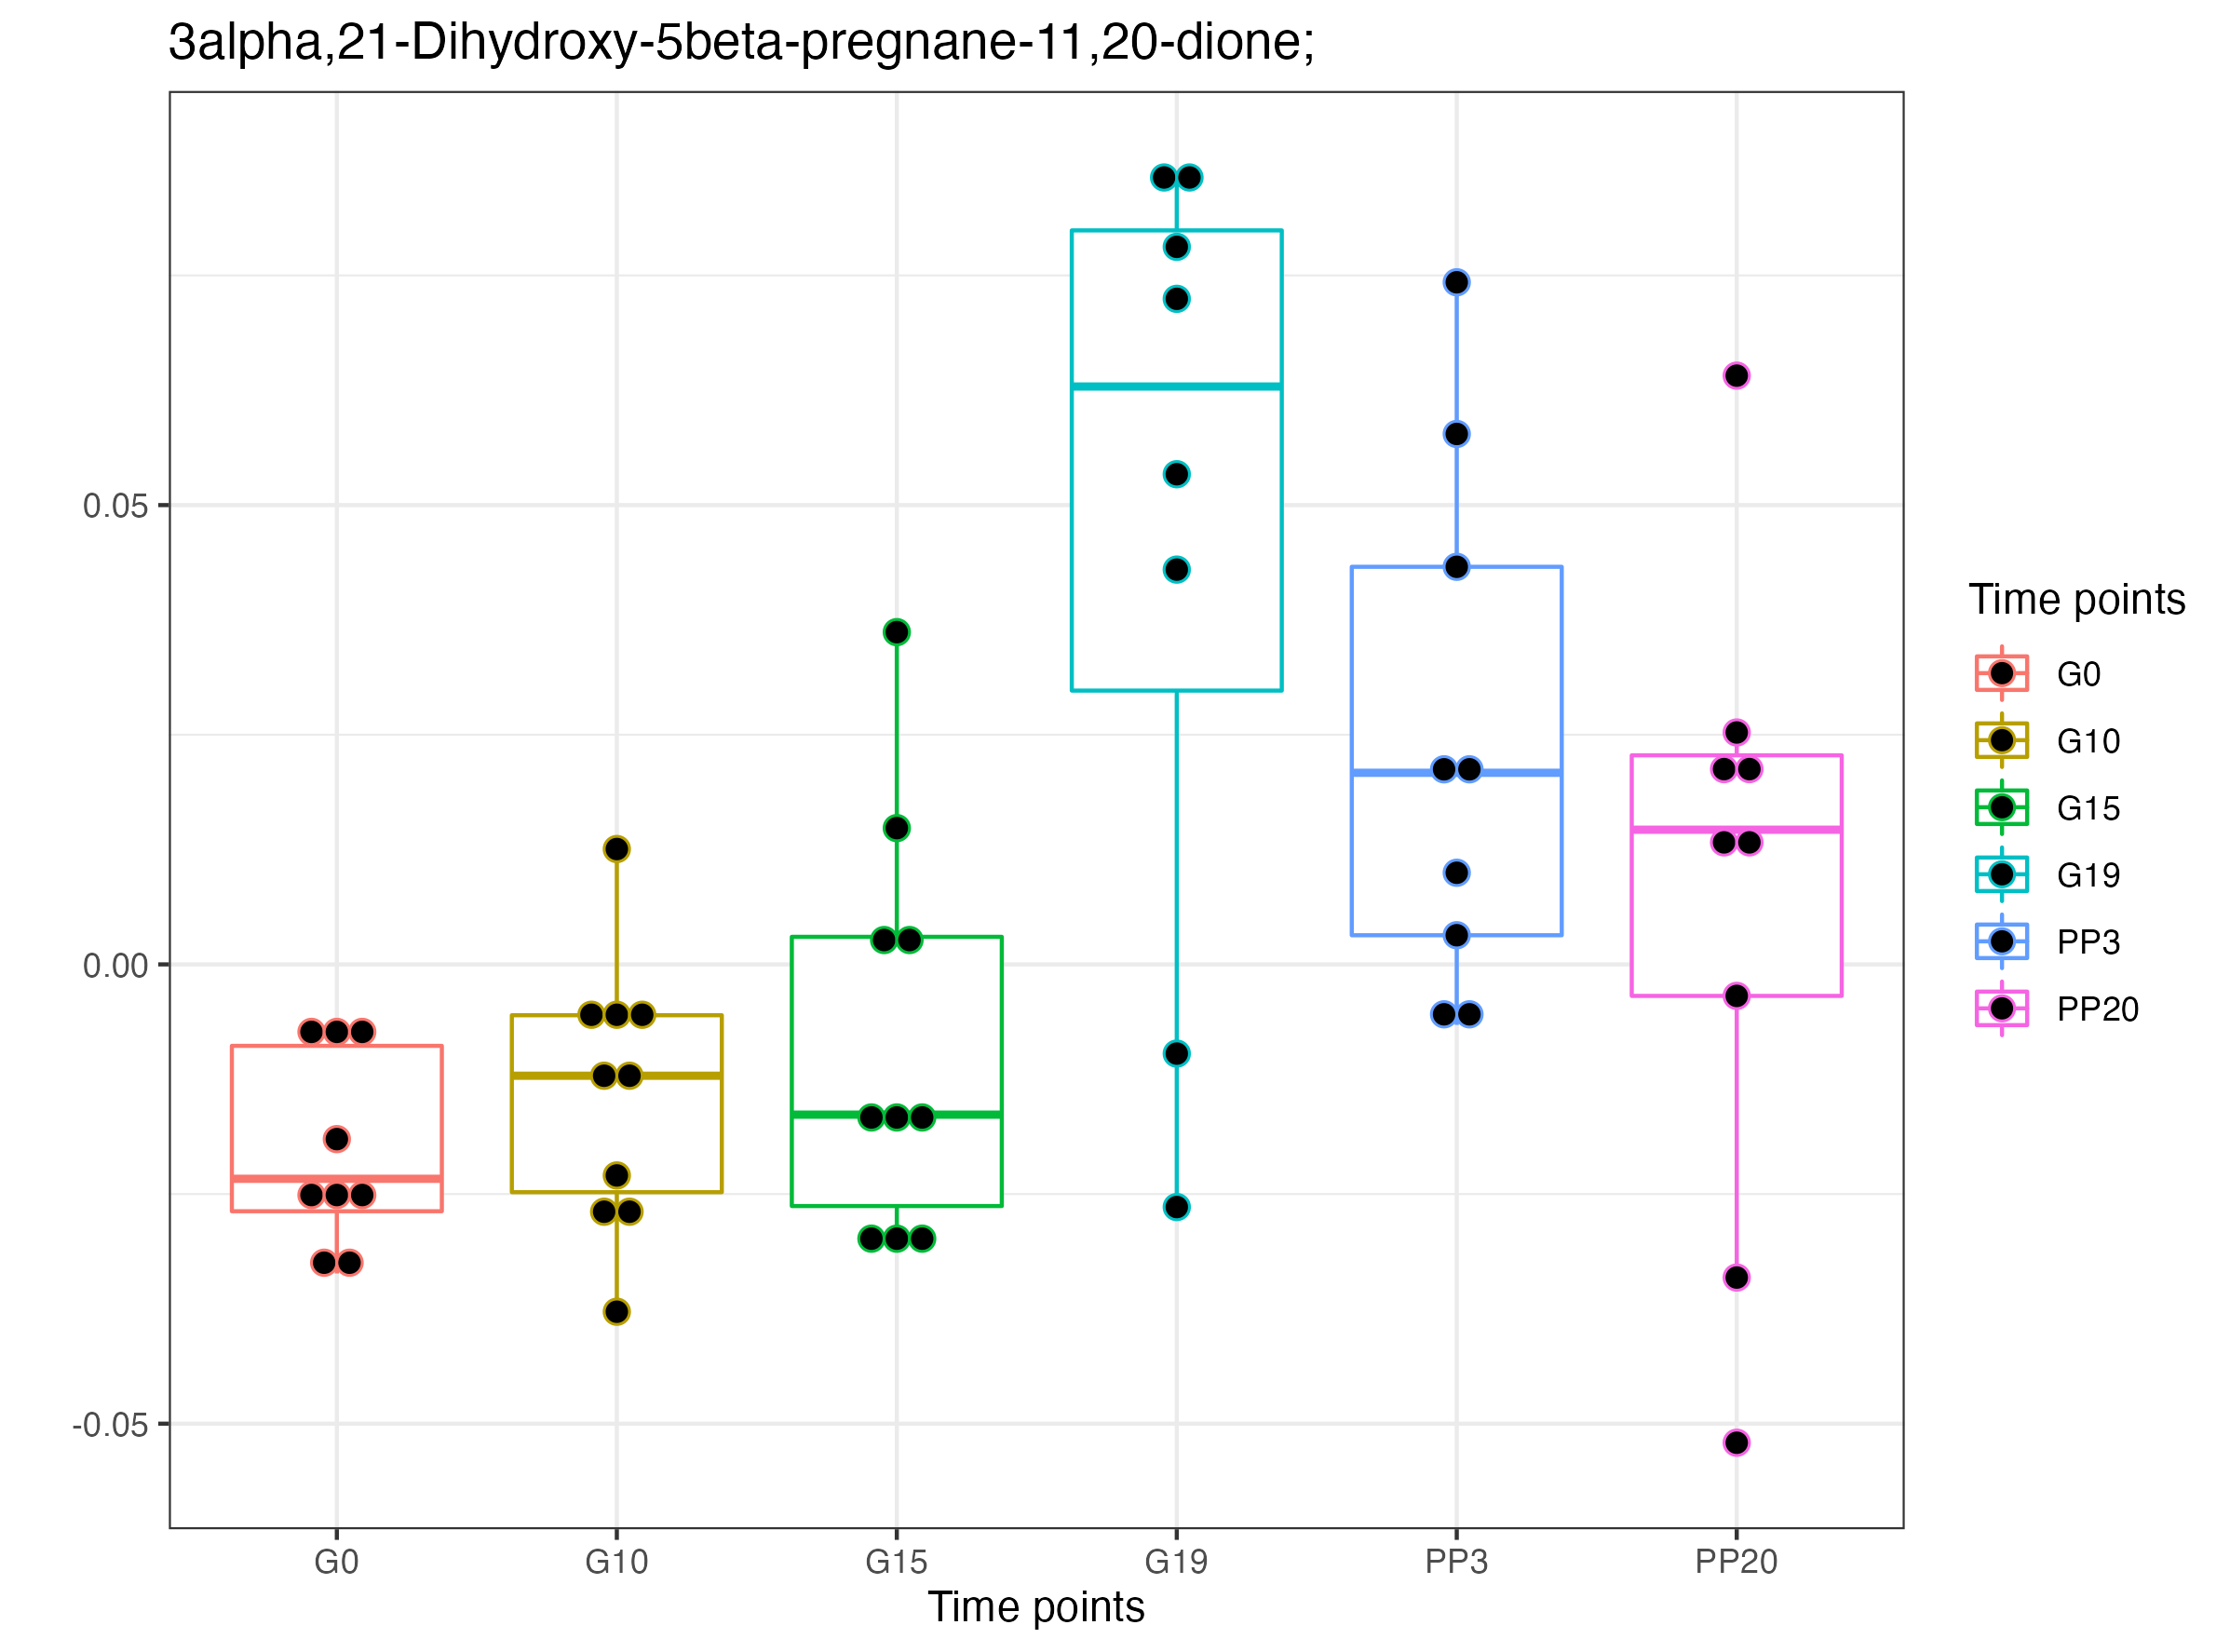 3alpha,21-Dihydroxy-5beta-pregnane-11,20-dione;
0.05
0.00
-0.05
G0 G10 G15 G19 PP3 PP20
Time points
Time points
G0
G10
G15
G19
PP3
PP20